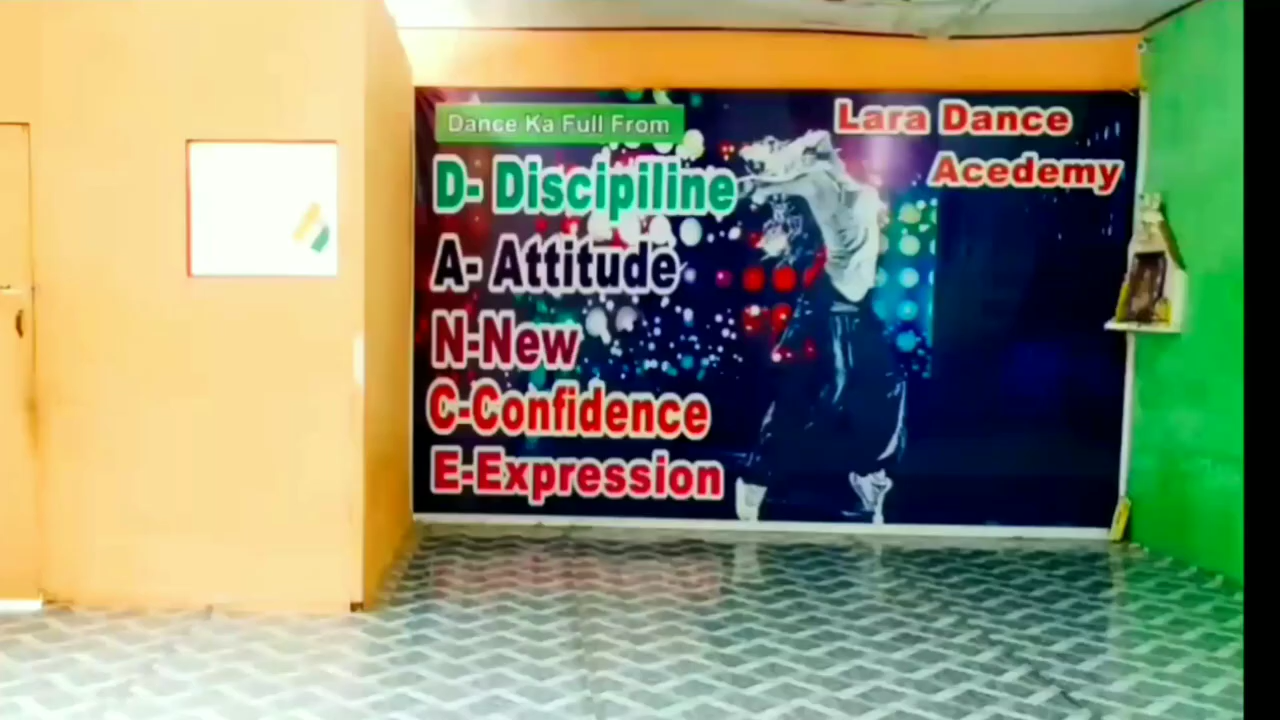 Dance Ka Full From
D- Discipiline
A- Attitude
N-New
C-Confidence
E-Expression
Lara Dance
Acedemy